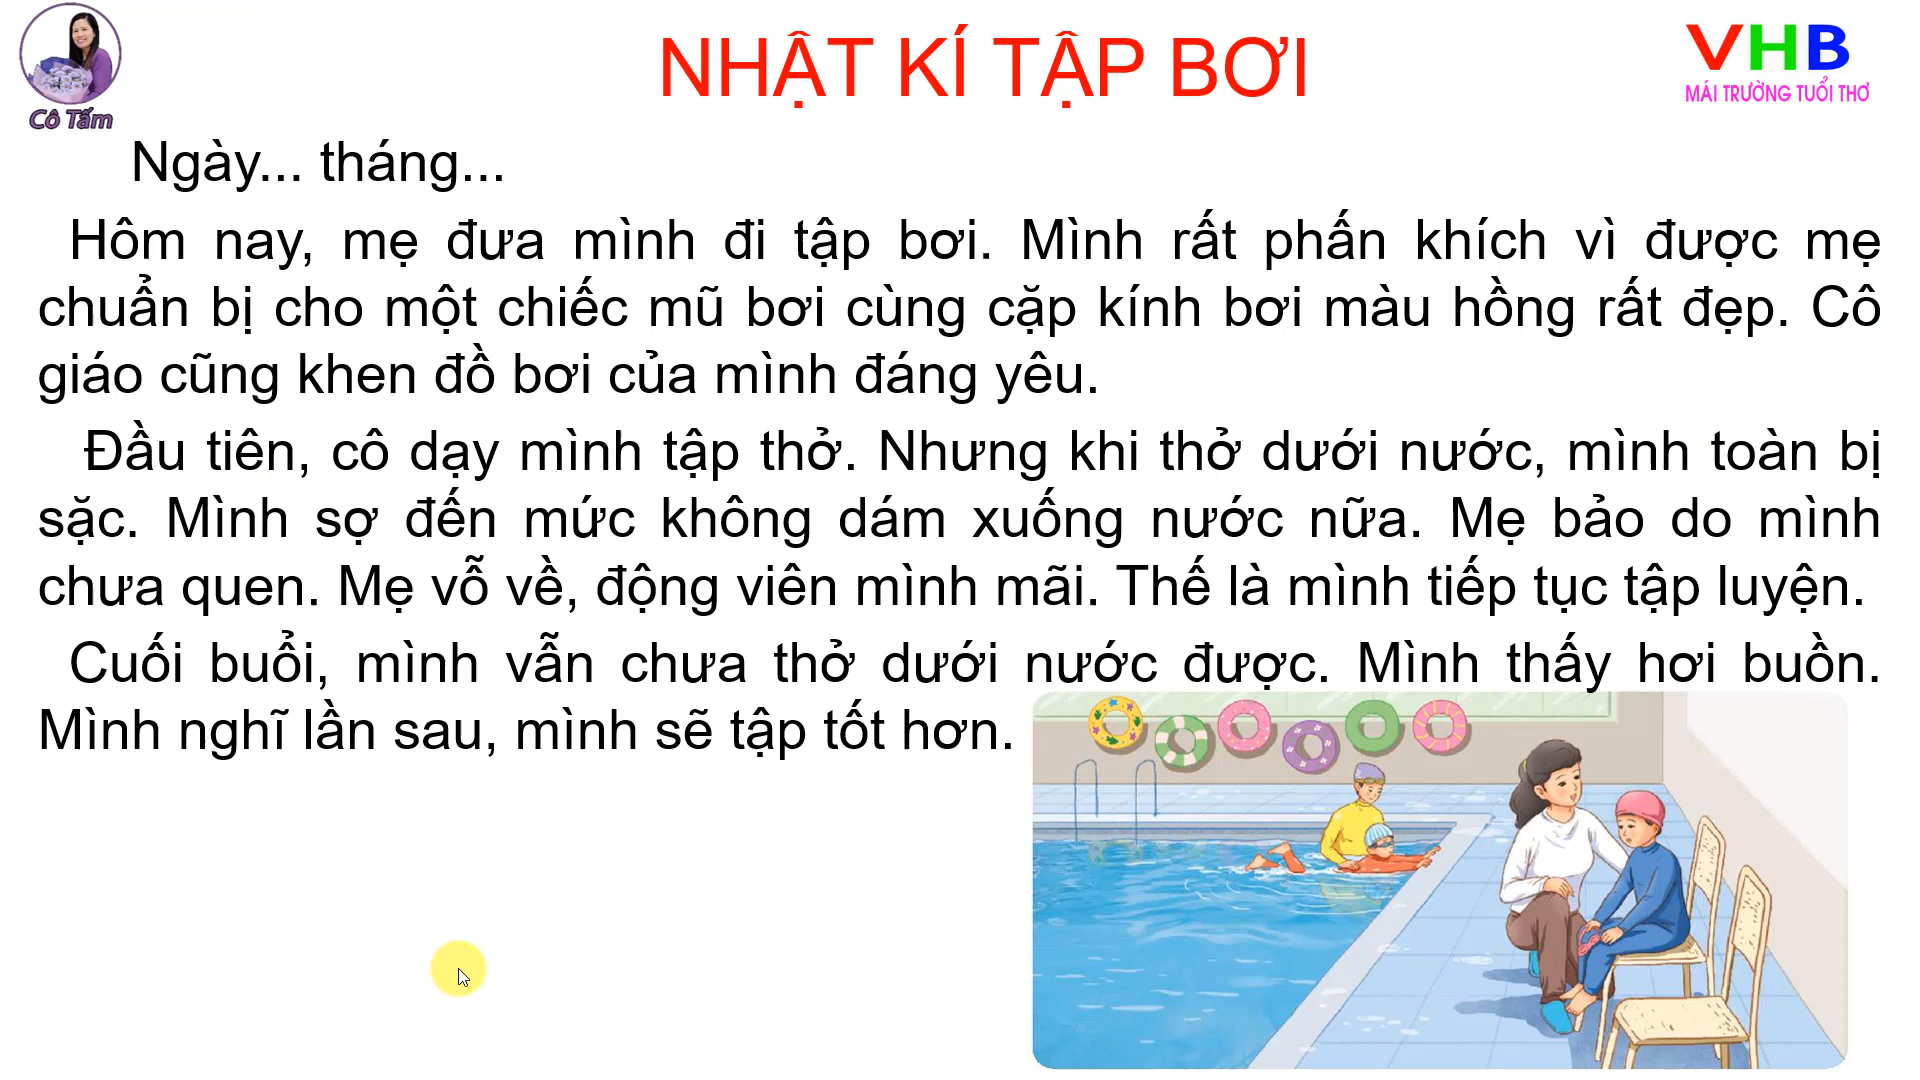 Cô Tấm
NHẬT KÍ TẬP BƠI
VHB
MÁI TRƯỜNG TUỔI THƠ
Ngày... tháng...
Hôm nay, mẹ đưa mình đi tập bơi. Mình rất phấn khích vì được mẹ
chuẩn bị cho một chiếc mũ bơi cùng cặp kính bơi màu hồng rất đẹp. Cô
giáo cũng khen đồ bơi của mình đáng yêu.
Đầu tiên, cô dạy mình tập thở. Nhưng khi thở dưới nước, mình toàn bị
sặc. Mình sợ đến mức không dám xuống nước nữa. Mẹ bảo do mình
chưa quen. Mẹ vỗ về, động viên mình mãi. Thế là mình tiếp tục tập luyện.
Cuối buổi, mình vẫn chưa thở dưới nước được. Mình thấy hơi buồn.
Mình nghĩ lần sau, mình sẽ tập tốt hơn.